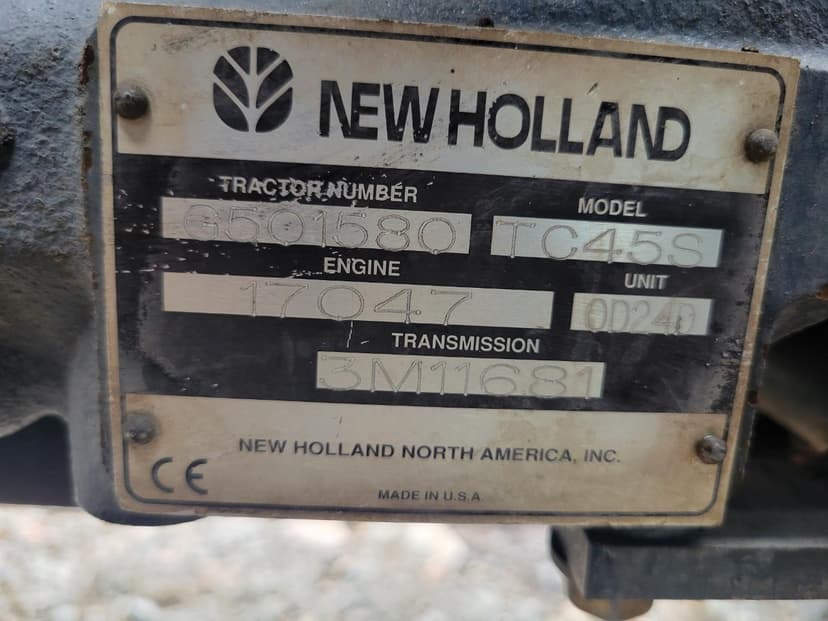 NEW HOLLAND
TRACTOR NUMBER MODEL
G501580 TC45S
ENGINE UNIT
17047 0D24D
TRANSMISSION
3M11681
NEW HOLLAND NORTH AMERICA, INC.
CE
MADE IN U.S.A